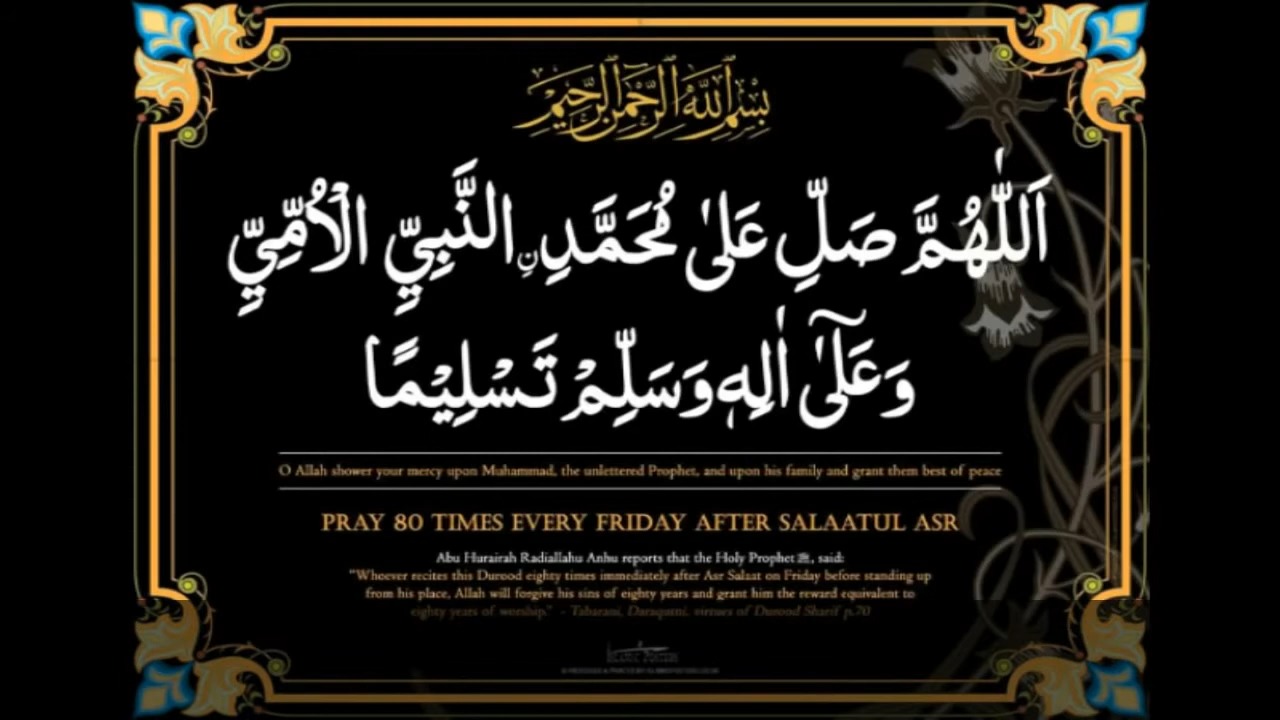 بسم الله الرحمن الرحيم
اَللّٰهُمَّ صَلِّ عَلىٰ مُحَمَّدِ نِ النَّبِيِّ الْاُمِّيِّ
وَعَلٰٓى اٰلِهٖ وَسَلِّمْ تَسْلِيْمًا
O Allah shower your mercy upon Muhammad, the unlettered Prophet, and upon his family and grant them best of peace
PRAY 80 TIMES EVERY FRIDAY AFTER SALAATUL ASR
Abu Hurairah Radiallahu Anhu reports that the Holy Prophet ﷺ, said:
"Whoever recites this Durood eighty times immediately after Asr Salaat on Friday before standing up
from his place, Allah will forgive his sins of eighty years and grant him the reward equivalent to
eighty years of worship." - Tabarani, Daraqutni, virtues of Durood Sharif p.70